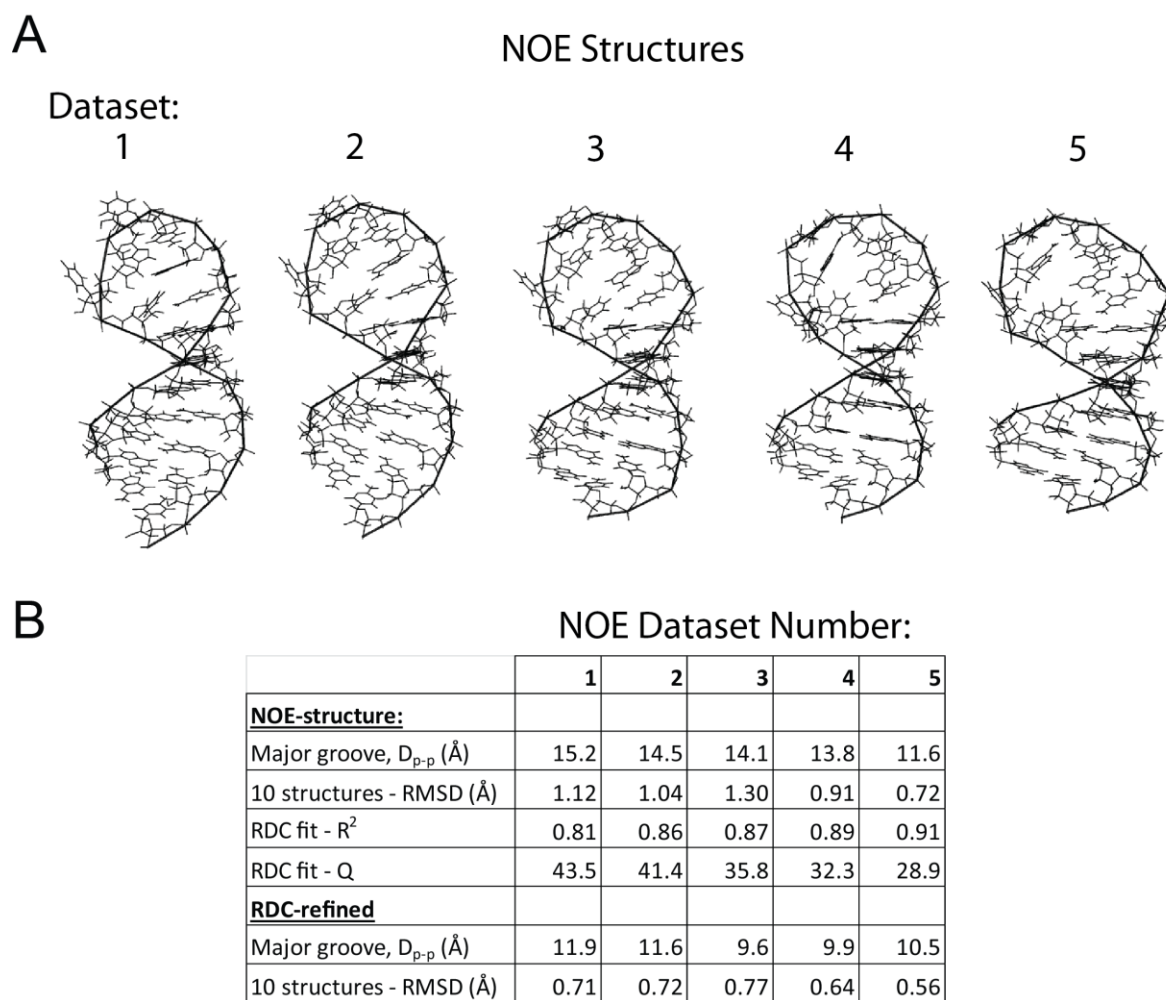 A
NOE Structures
Dataset:
1 2 3 4 5
B
NOE Dataset Number:
1 2 3 4 5
NOE-structure:
Major groove, Dp-p (Å) 15.2 14.5 14.1 13.8 11.6
10 structures - RMSD (Å) 1.12 1.04 1.30 0.91 0.72
RDC fit - R² 0.81 0.86 0.87 0.89 0.91
RDC fit - Q 43.5 41.4 35.8 32.3 28.9
RDC-refined
Major groove, Dp-p (Å) 11.9 11.6 9.6 9.9 10.5
10 structures - RMSD (Å) 0.71 0.72 0.77 0.64 0.56